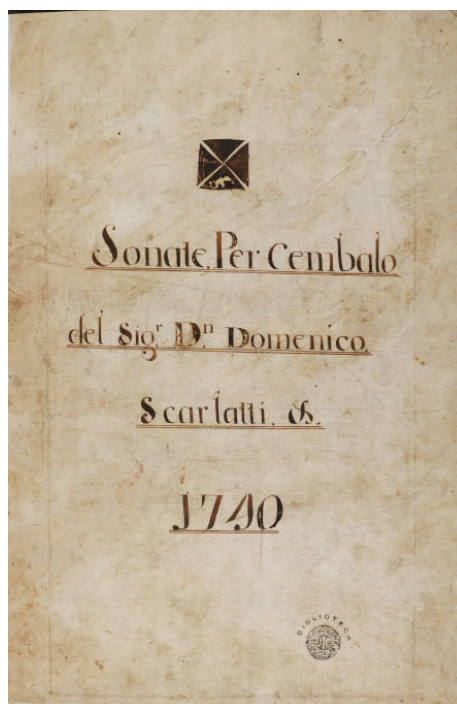 Sonate, Per Cembalo
del Sig.r D.n Domenico,
Scarlatti, &.
1740
BIBLIOTECA